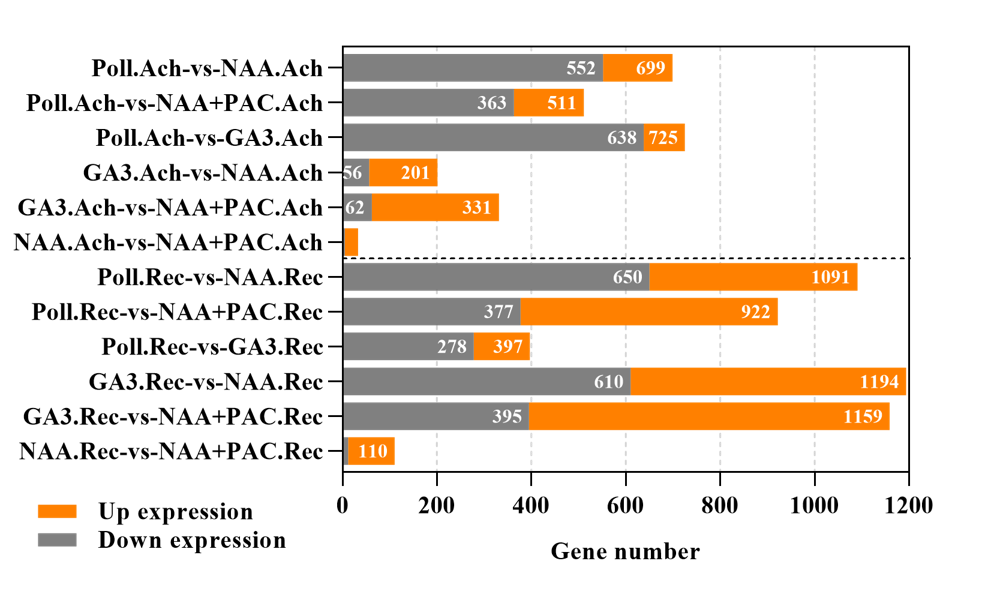 Poll.Ach-vs-NAA.Ach 552 699
Poll.Ach-vs-NAA+PAC.Ach 363 511
Poll.Ach-vs-GA3.Ach 638 725
GA3.Ach-vs-NAA.Ach 56 201
GA3.Ach-vs-NAA+PAC.Ach 62 331
NAA.Ach-vs-NAA+PAC.Ach
Poll.Rec-vs-NAA.Rec 650 1091
Poll.Rec-vs-NAA+PAC.Rec 377 922
Poll.Rec-vs-GA3.Rec 278 397
GA3.Rec-vs-NAA.Rec 610 1194
GA3.Rec-vs-NAA+PAC.Rec 395 1159
NAA.Rec-vs-NAA+PAC.Rec 110
0 200 400 600 800 1000 1200
Up expression
Down expression
Gene number